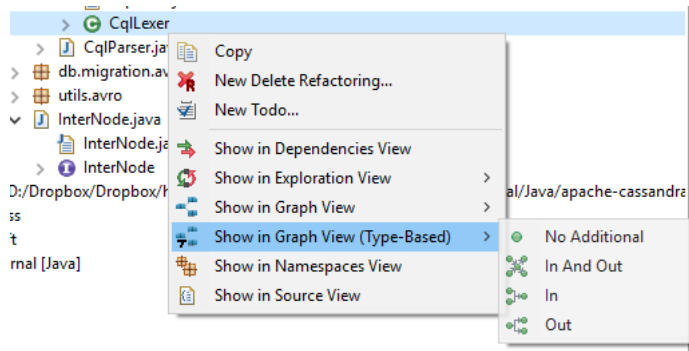 CqlLexer
CqlParser.ja
Copy
db.migration.av
New Delete Refactoring...
utils.avro
New Todo...
InterNode.java
InterNode.ja
Show in Dependencies View
InterNode
Show in Exploration View
D:/Dropbox/Dropbox/h
al/Java/apache-cassandra
Show in Graph View
ss
ft
Show in Graph View (Type-Based)
No Additional
rnal [Java]
Show in Namespaces View
In And Out
Show in Source View
In
Out